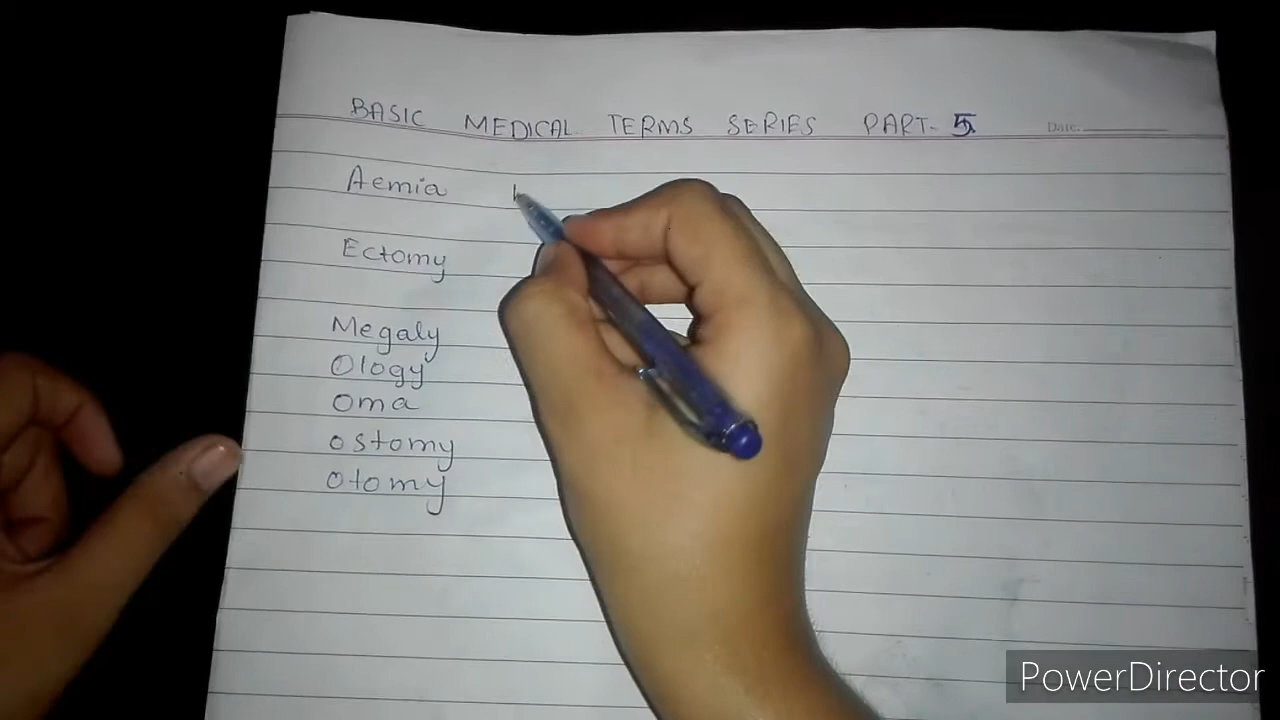 BASIC MEDICAL TERMS SERIES PART-5
Date.
Aemia
Ectomy
Megaly
Ology
oma
ostomy
otomy
PowerDirector